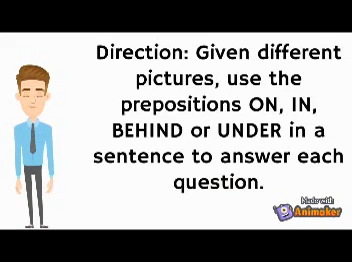 Direction: Given different
pictures, use the
prepositions ON, IN,
BEHIND or UNDER in a
sentence to answer each
question.
Made with
Animaker